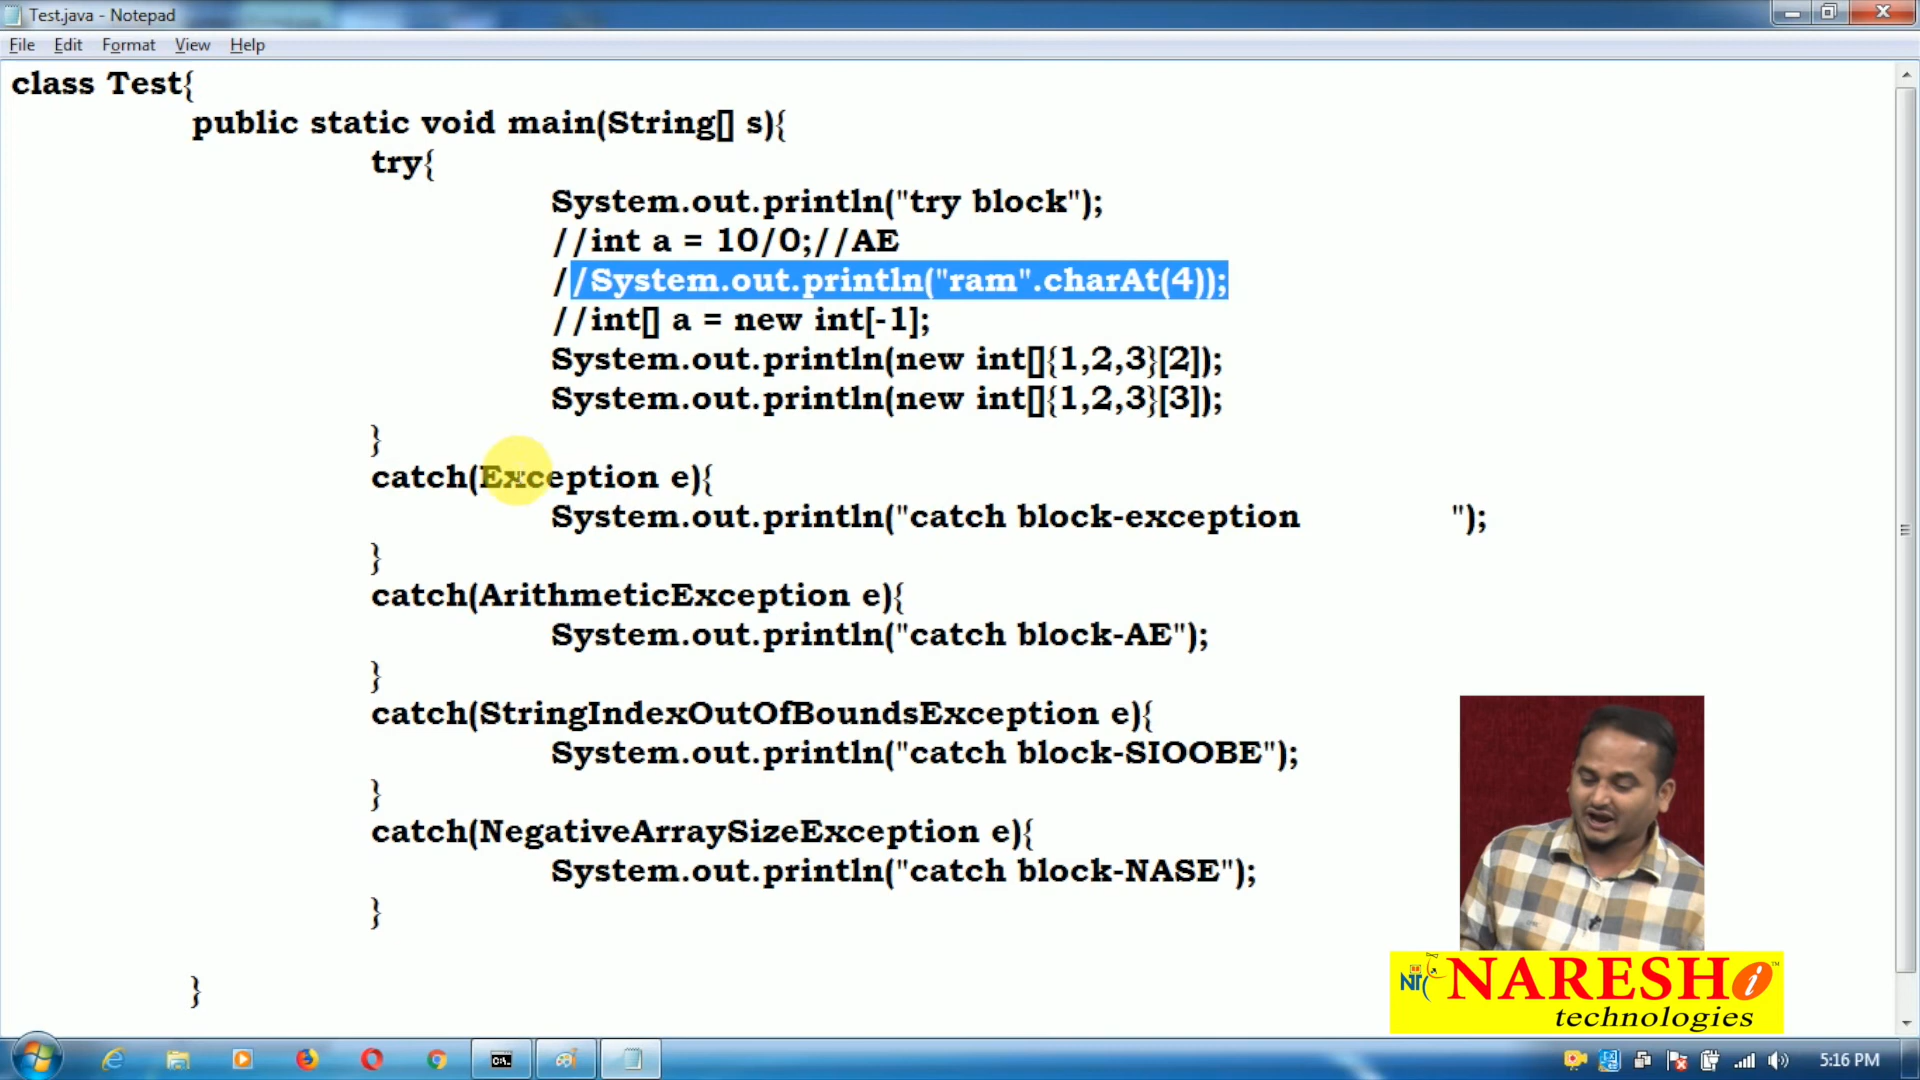 Test.java - Notepad
File Edit Format View Help
class Test{
public static void main(String[] s){
try{
System.out.println("try block");
//int a = 10/0;//AE
//System.out.println("ram".charAt(4));
//int[] a = new int[-1];
System.out.println(new int[]{1,2,3}[2]);
System.out.println(new int[]{1,2,3}[3]);
}
catch(Exception e){
System.out.println("catch block-exception ");
}
catch(ArithmeticException e){
System.out.println("catch block-AE");
}
catch(StringIndexOutOfBoundsException e){
System.out.println("catch block-SIOOBE");
}
catch(NegativeArraySizeException e){
System.out.println("catch block-NASE");
}
}
NARESH i
technologies
5:16 PM